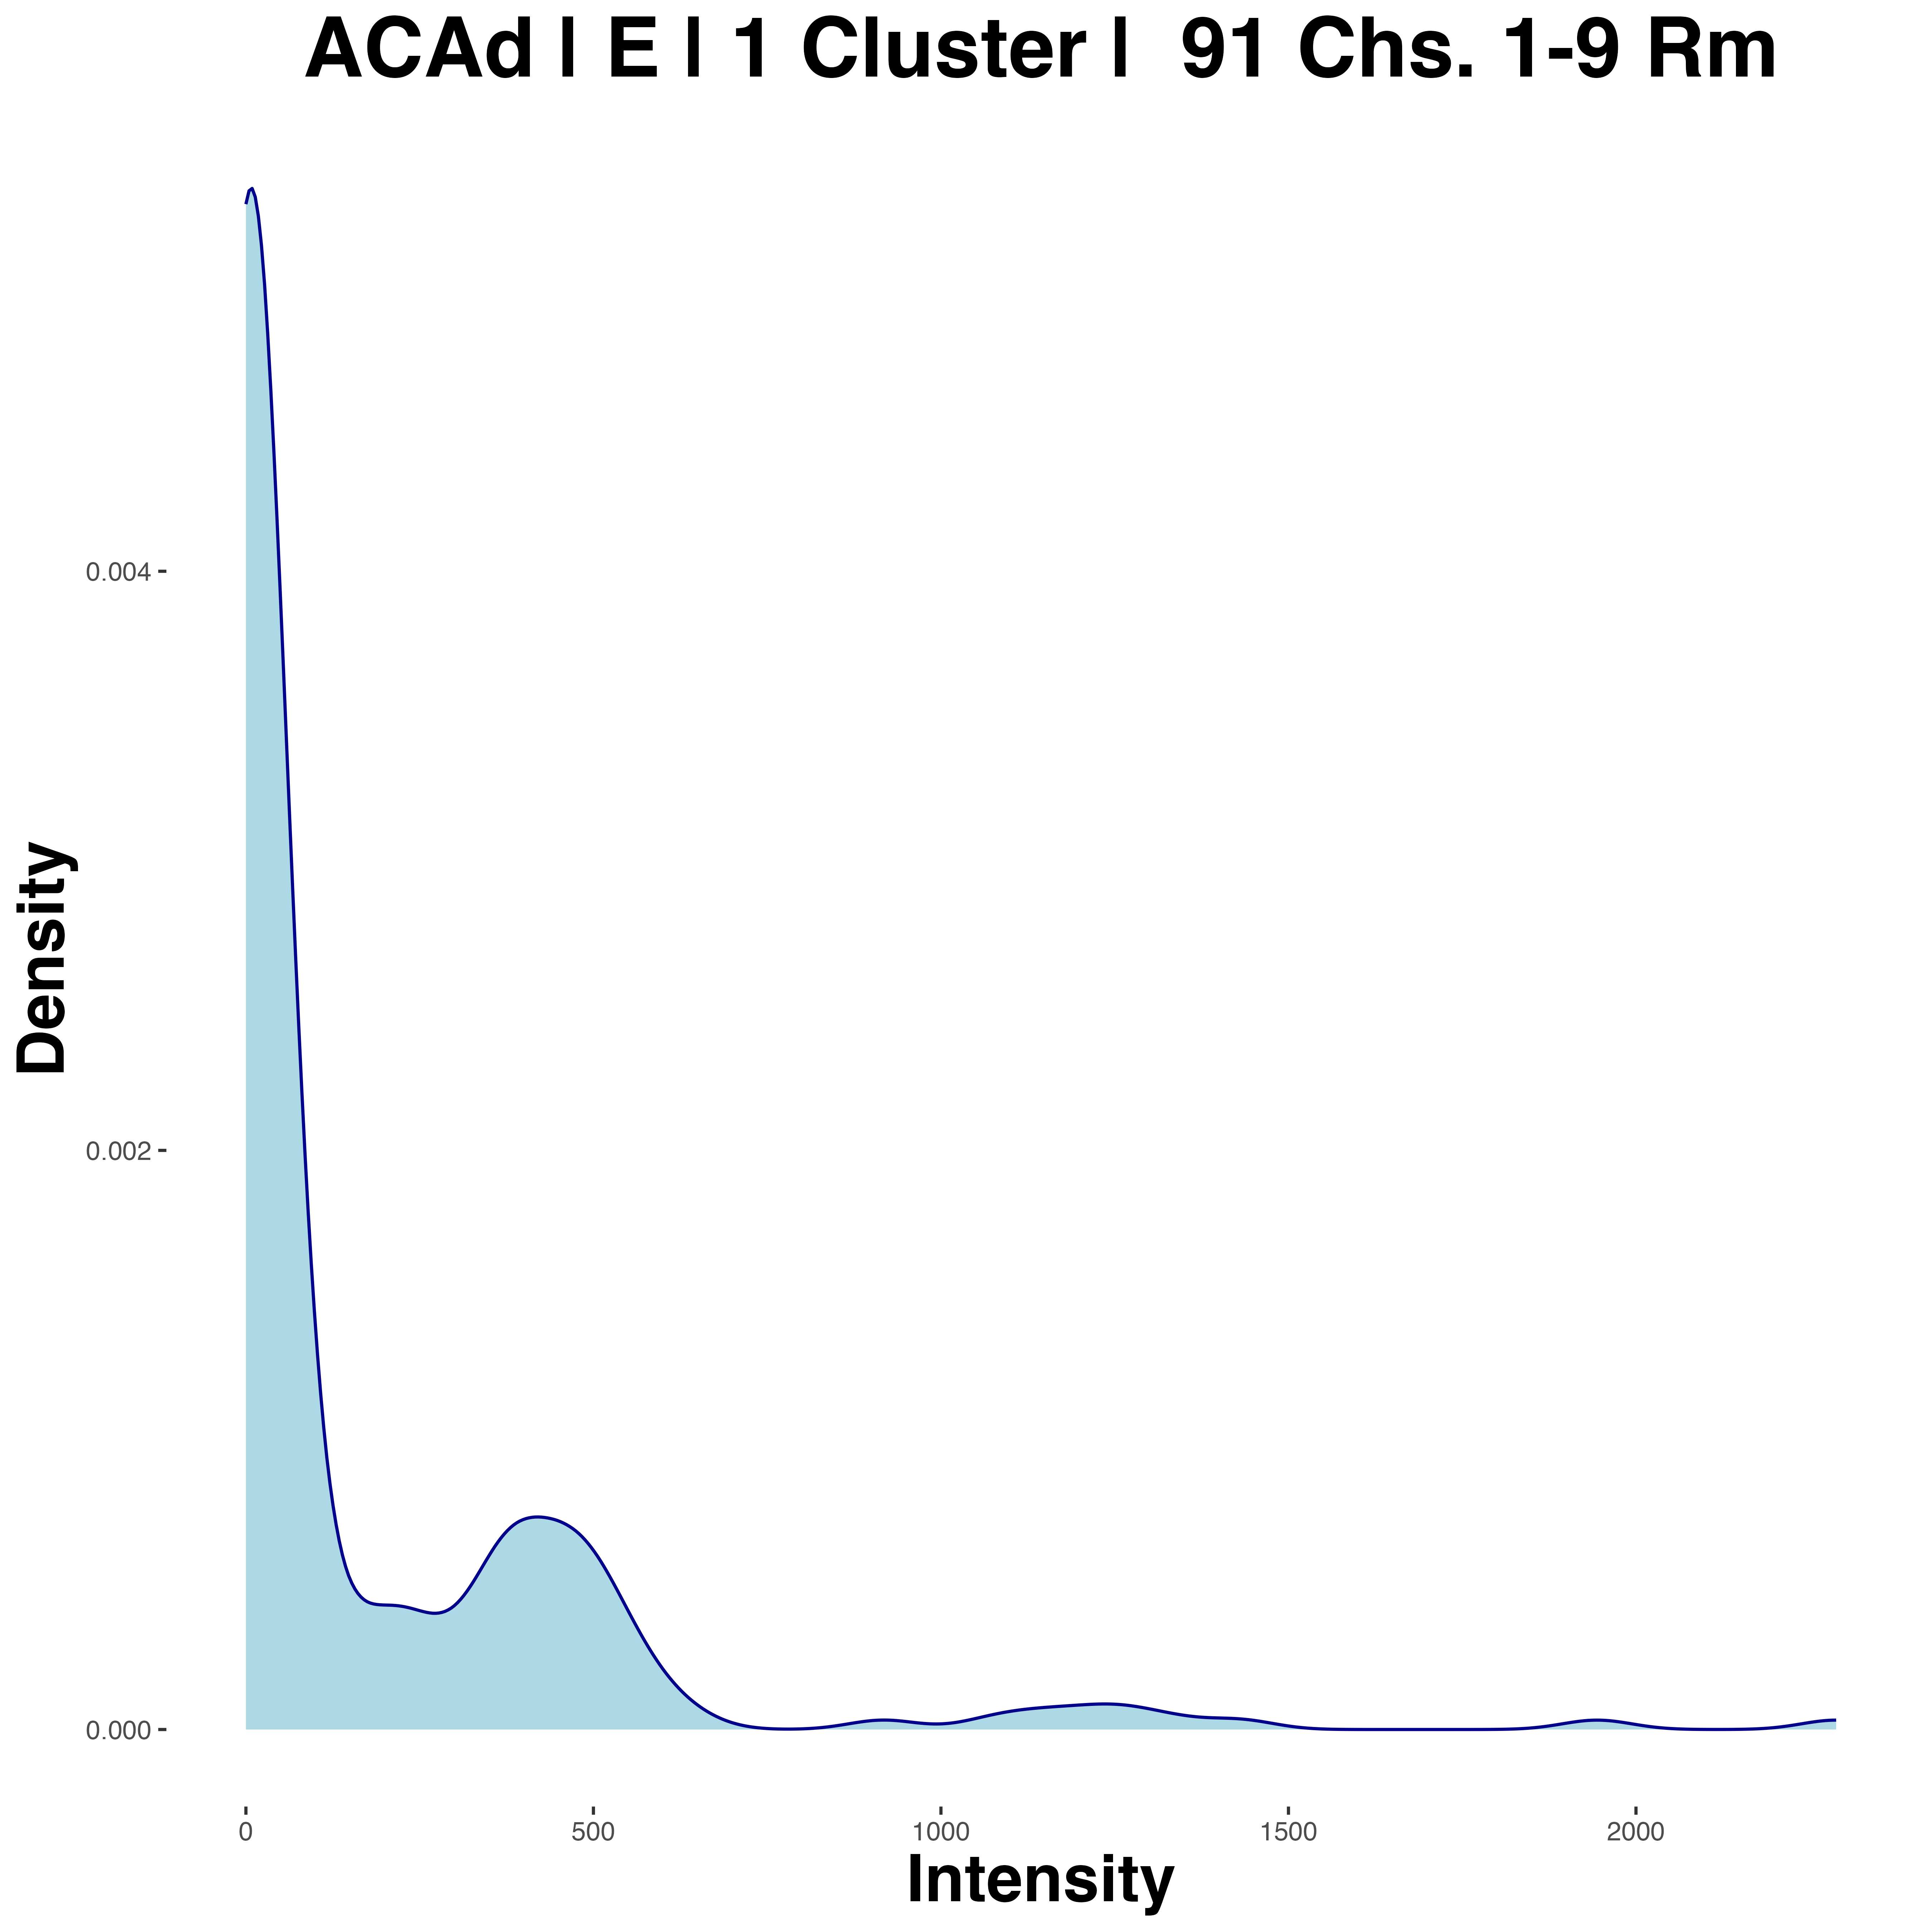 ACAd | E | 1 Cluster | 91 Chs. 1-9 Rm
Density
0.004
0.002
0.000
0 500 1000 1500 2000
Intensity